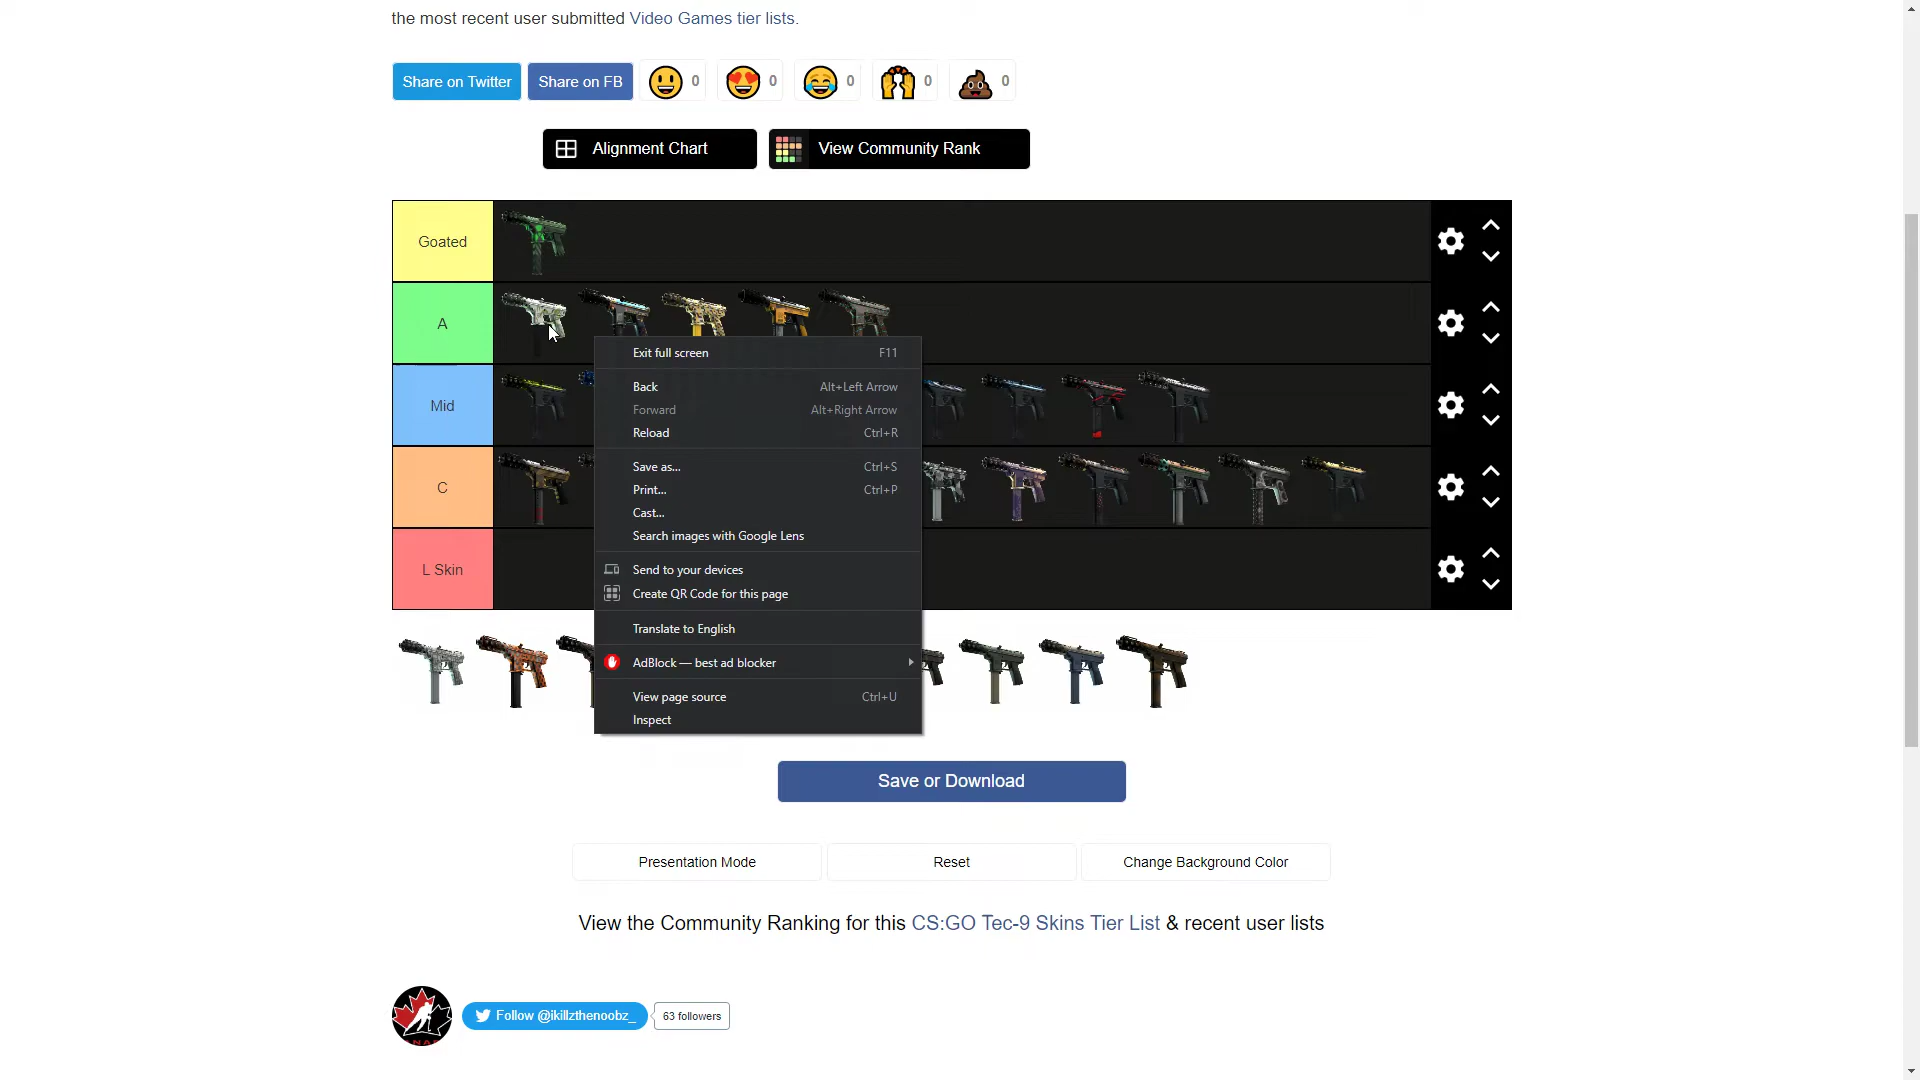 the most recent user submitted Video Games tier lists.
Share on Twitter
Share on FB
0
0
0
0
0
Alignment Chart
View Community Rank
Goated
A
Mid
C
L Skin
Exit full screen F11
Back Alt+Left Arrow
Forward Alt+Right Arrow
Reload Ctrl+R
Save as... Ctrl+S
Print... Ctrl+P
Cast...
Search images with Google Lens
Send to your devices
Create QR Code for this page
Translate to English
AdBlock — best ad blocker
View page source Ctrl+U
Inspect
Save or Download
Presentation Mode
Reset
Change Background Color
View the Community Ranking for this CS:GO Tec-9 Skins Tier List & recent user lists
Follow @ikillzthenoobz_
63 followers